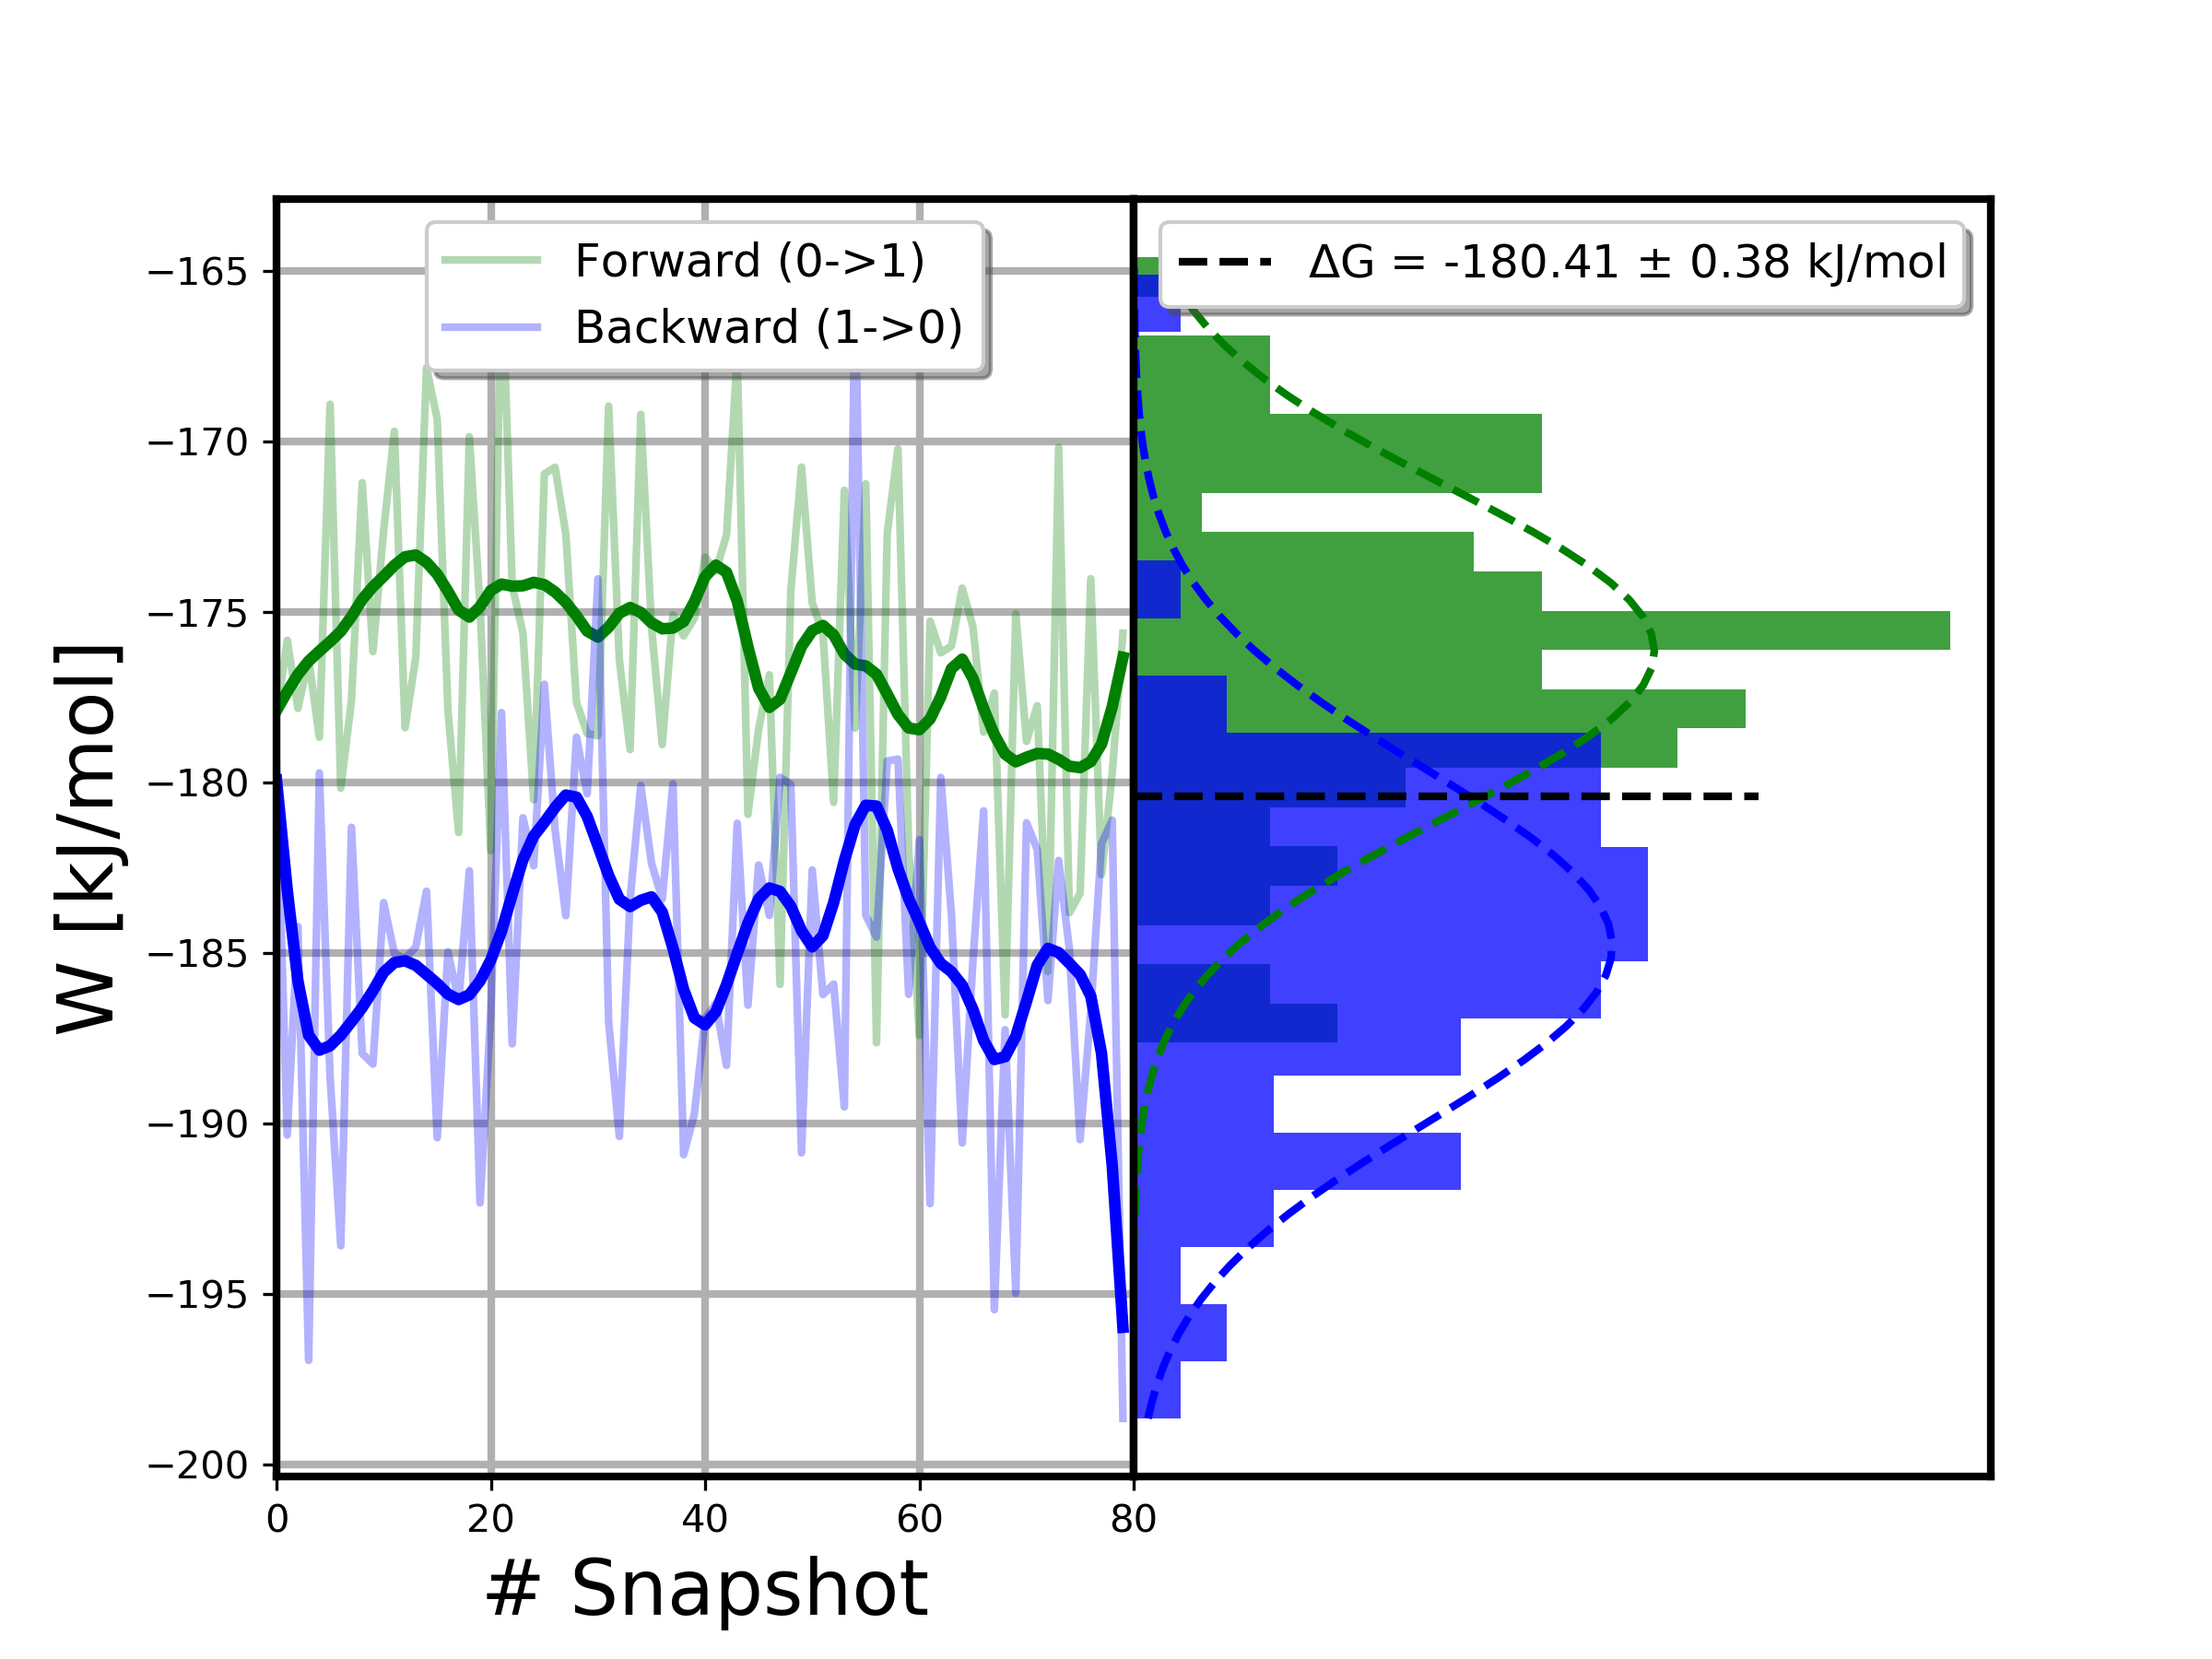 Forward (0->1)
Backward (1->0)
ΔG = -180.41 ± 0.38 kJ/mol
−165
−170
−175
−180
−185
−190
−195
−200
W [kJ/mol]
0 20 40 60 80
# Snapshot